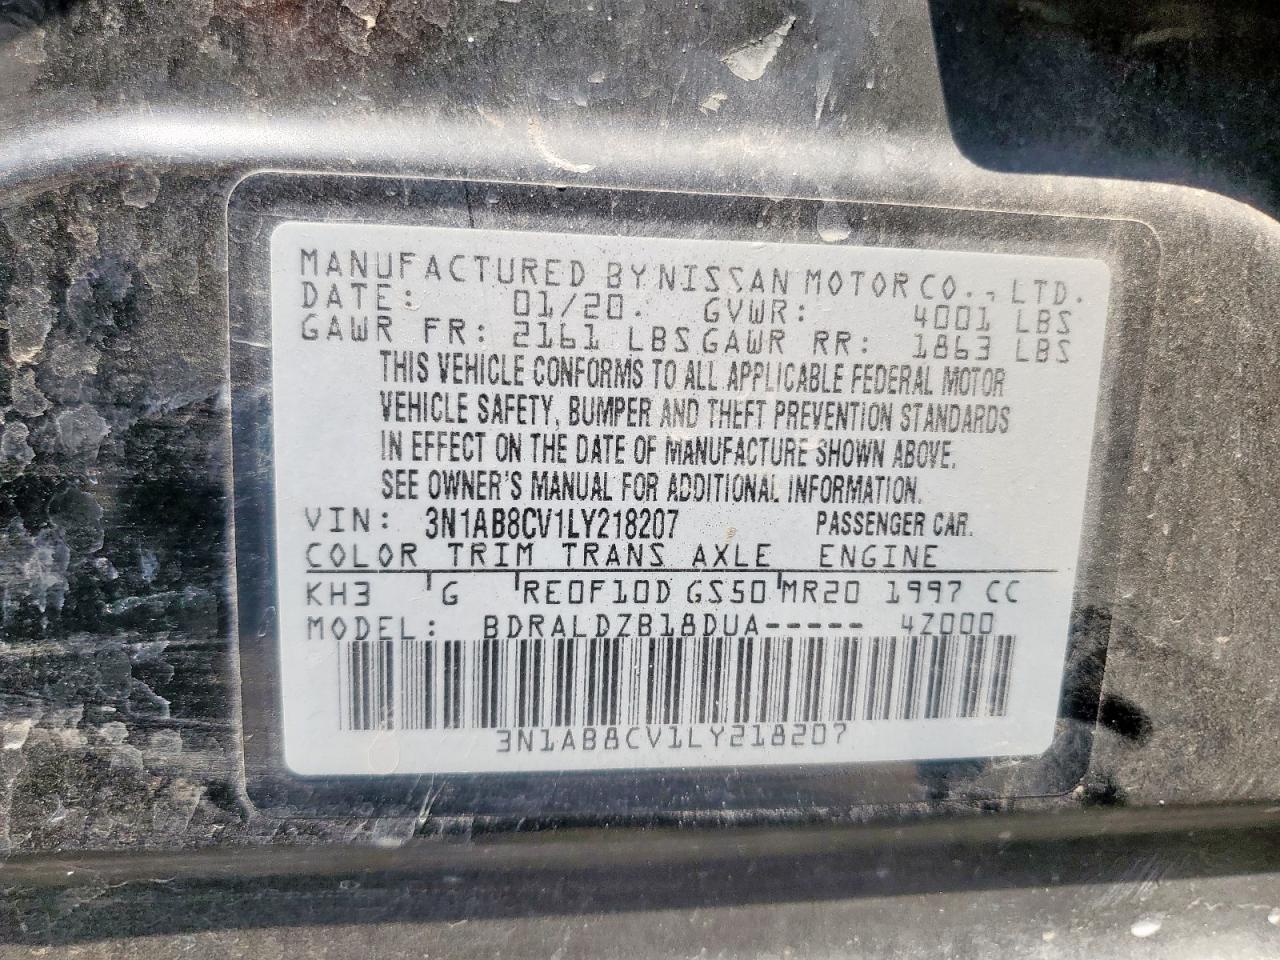 MANUFACTURED BY NISSAN MOTOR CO., LTD.
DATE: 01/20. GVWR: 4001 LBS
GAWR FR: 2161 LBS GAWR RR: 1863 LBS
THIS VEHICLE CONFORMS TO ALL APPLICABLE FEDERAL MOTOR
VEHICLE SAFETY, BUMPER AND THEFT PREVENTION STANDARDS
IN EFFECT ON THE DATE OF MANUFACTURE SHOWN ABOVE.
SEE OWNER'S MANUAL FOR ADDITIONAL INFORMATION.
VIN: 3N1AB8CV1LY218207 PASSENGER CAR.
COLOR TRIM TRANS AXLE ENGINE
KH3 G RE0F10D GS50 MR20 1997 CC
MODEL: BDRALDZB18DUA----- 4Z000
3N1AB8CV1LY218207